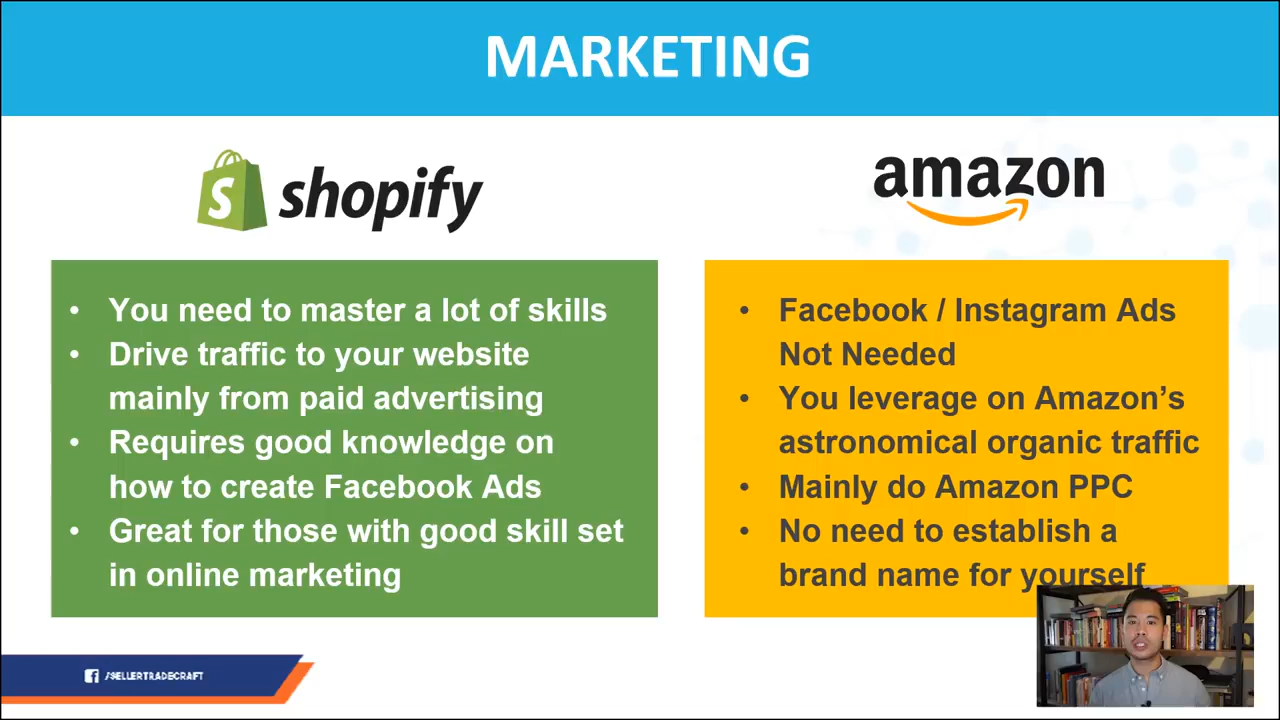 MARKETING
shopify
amazon
• You need to master a lot of skills
• Drive traffic to your website
mainly from paid advertising
• Requires good knowledge on
how to create Facebook Ads
• Great for those with good skill set
in online marketing
• Facebook / Instagram Ads
Not Needed
• You leverage on Amazon’s
astronomical organic traffic
• Mainly do Amazon PPC
• No need to establish a
brand name for yourself
/SELLERTRADECRAFT